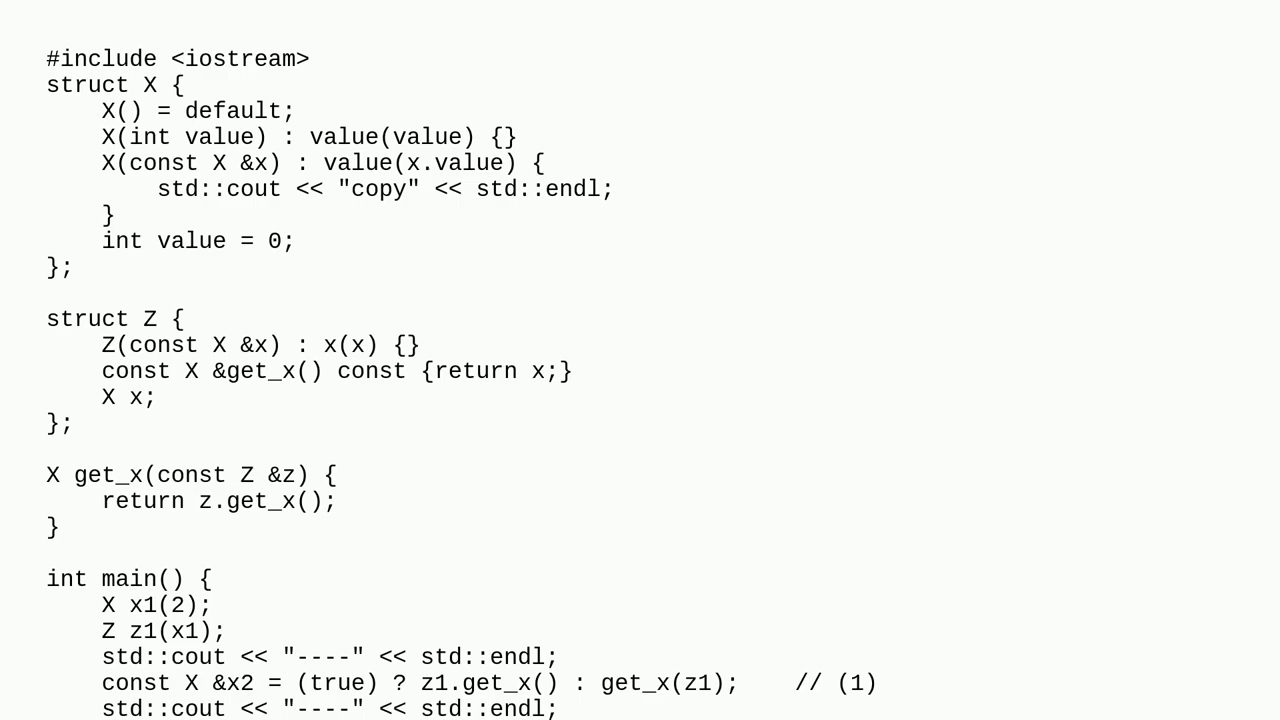 #include <iostream>
struct X {
    X() = default;
    X(int value) : value(value) {}
    X(const X &x) : value(x.value) {
        std::cout << "copy" << std::endl;
    }
    int value = 0;
};

struct Z {
    Z(const X &x) : x(x) {}
    const X &get_x() const {return x;}
    X x;
};

X get_x(const Z &z) {
    return z.get_x();
}

int main() {
    X x1(2);
    Z z1(x1);
    std::cout << "----" << std::endl;
    const X &x2 = (true) ? z1.get_x() : get_x(z1);    // (1)
    std::cout << "----" << std::endl;